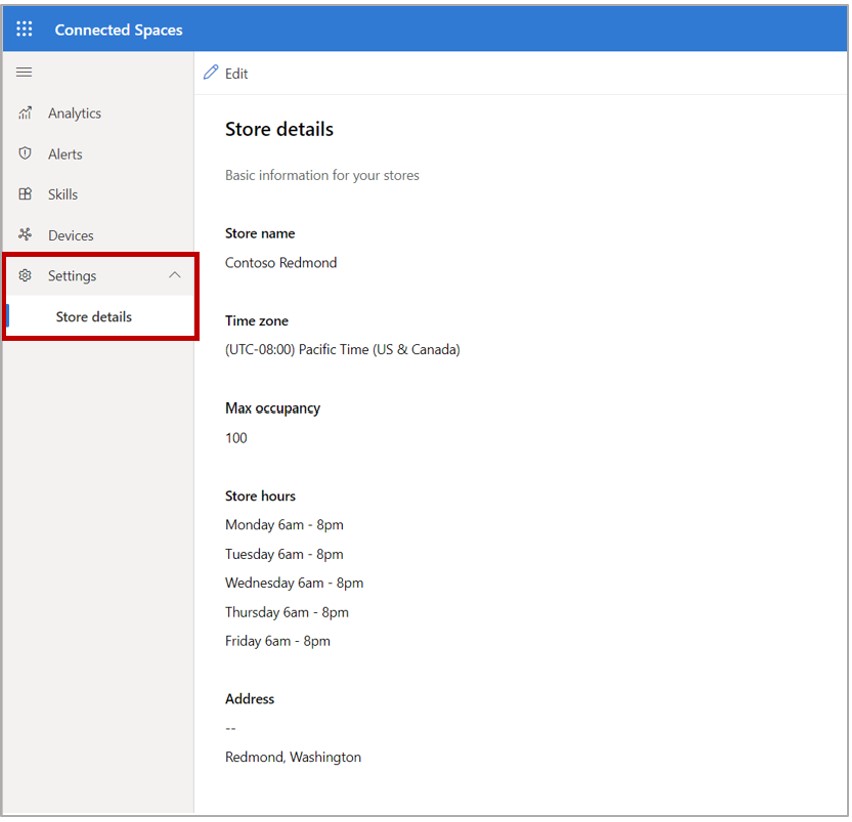 Connected Spaces
Edit
Analytics
Alerts
Skills
Devices
Settings
Store details
Store details
Basic information for your stores
Store name
Contoso Redmond
Time zone
(UTC-08:00) Pacific Time (US & Canada)
Max occupancy
100
Store hours
Monday 6am - 8pm
Tuesday 6am - 8pm
Wednesday 6am - 8pm
Thursday 6am - 8pm
Friday 6am - 8pm
Address
--
Redmond, Washington